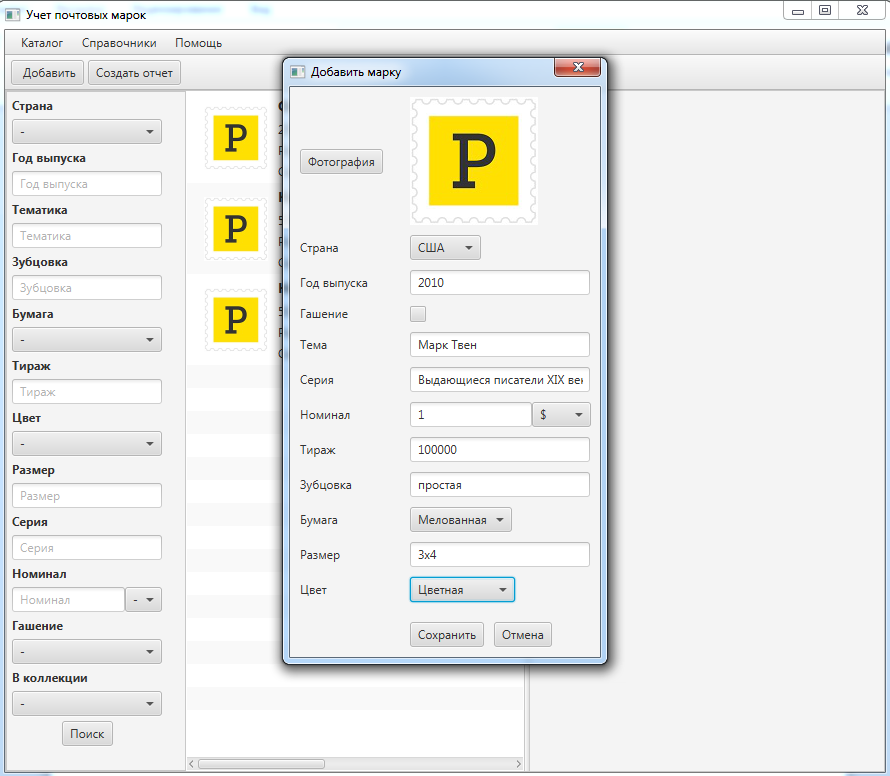 Учет почтовых марок
Каталог Справочники Помощь
Добавить Создать отчет
Страна
-
Год выпуска
Год выпуска
Тематика
Тематика
Зубцовка
Зубцовка
Бумага
-
Тираж
Тираж
Цвет
-
Размер
Размер
Серия
Серия
Номинал
Номинал -
Гашение
-
В коллекции
-
Поиск
P
P
P
Добавить марку
Фотография
P
Страна США
Год выпуска 2010
Гашение
Тема Марк Твен
Серия Выдающиеся писатели XIX век
Номинал 1 $
Тираж 100000
Зубцовка простая
Бумага Мелованная
Размер 3x4
Цвет Цветная
Сохранить Отмена